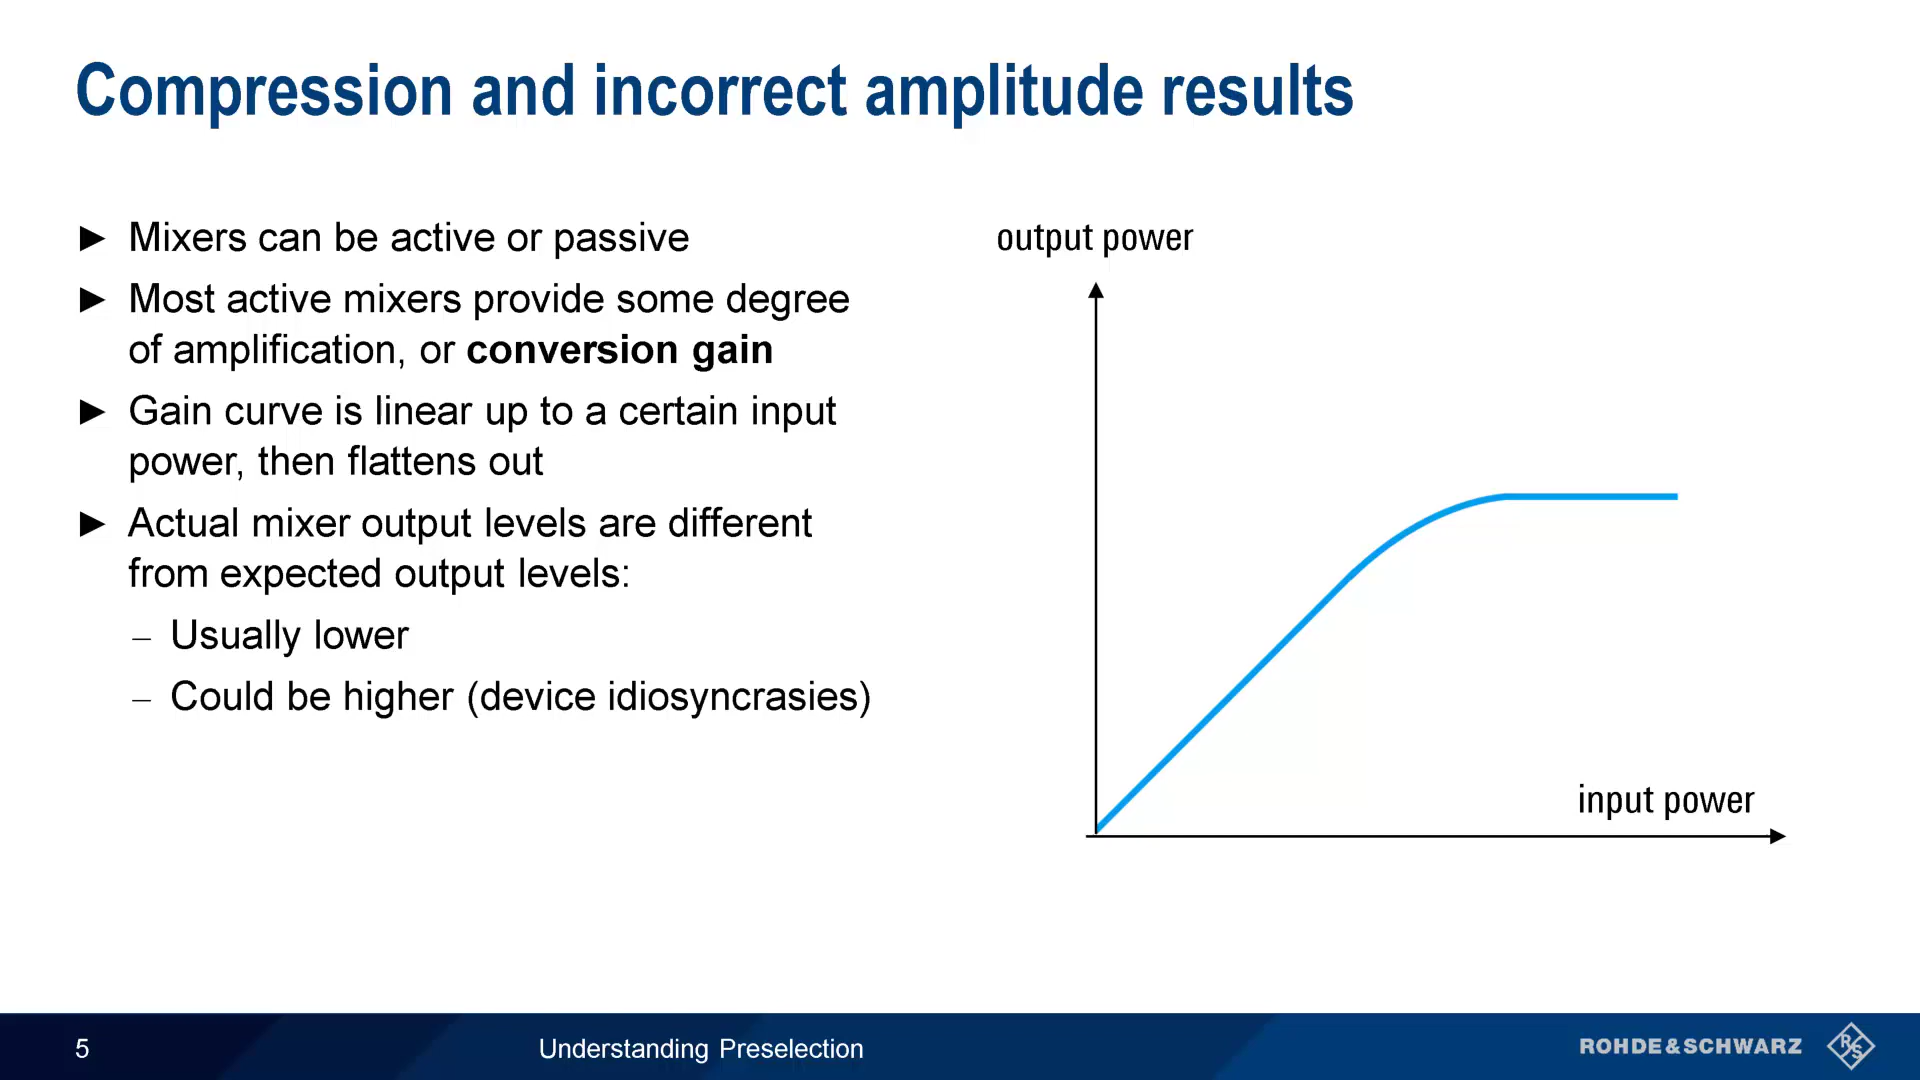 Compression and incorrect amplitude results
► Mixers can be active or passive
► Most active mixers provide some degree
of amplification, or conversion gain
► Gain curve is linear up to a certain input
power, then flattens out
► Actual mixer output levels are different
from expected output levels:
– Usually lower
– Could be higher (device idiosyncrasies)
output power
input power
5
Understanding Preselection
ROHDE&SCHWARZ
R&S